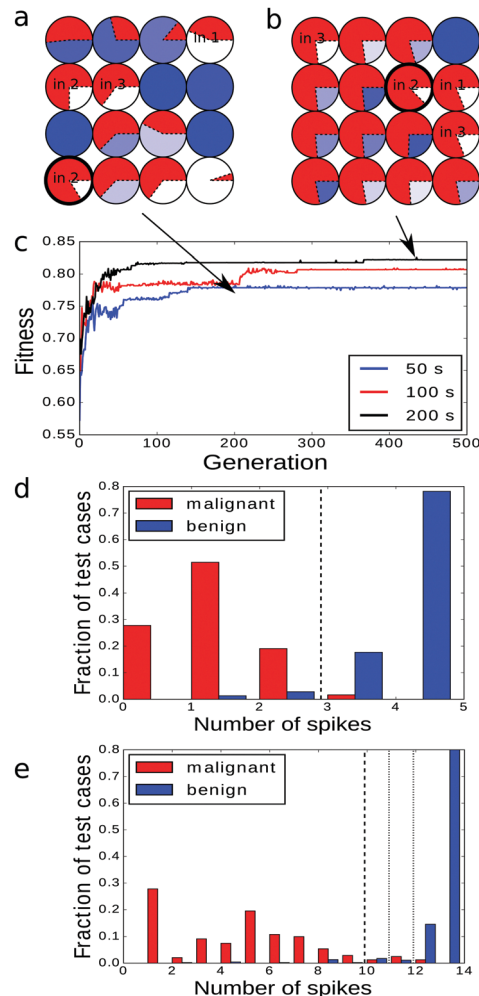 a
b
in 1
in 3
in 2
in 3
in 2
in 1
in 3
in 2
c
0.85
0.80
0.75
0.70
0.65
0.60
0.55
Fitness
50 s
100 s
200 s
0
100
200
300
400
500
Generation
d
0.8
0.7
0.6
0.5
0.4
0.3
0.2
0.1
0.0
Fraction of test cases
malignant
benign
0
1
2
3
4
5
Number of spikes
e
0.8
0.7
0.6
0.5
0.4
0.3
0.2
0.1
0.0
Fraction of test cases
malignant
benign
0
2
4
6
8
10
12
14
Number of spikes